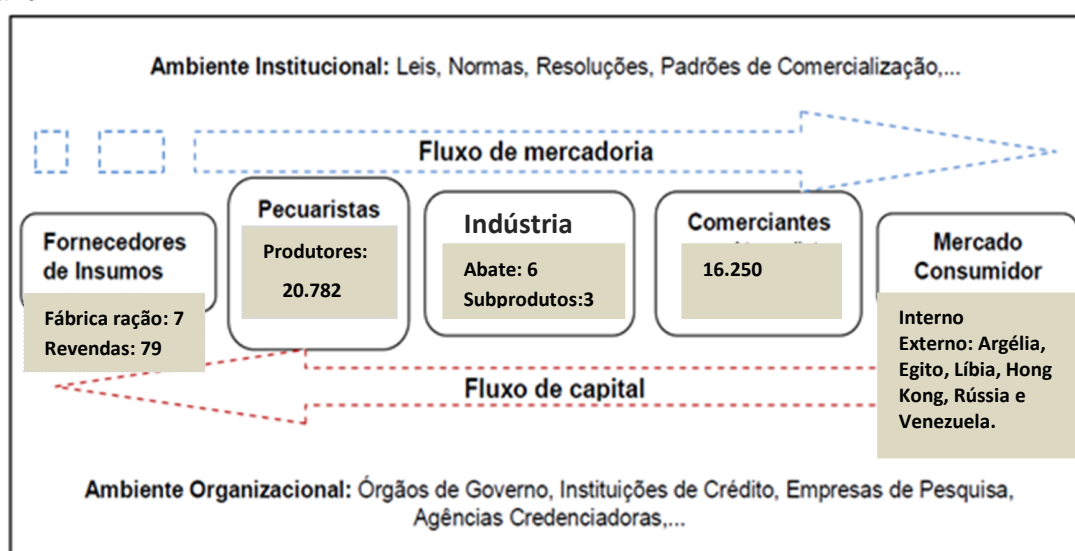 Ambiente Institucional: Leis, Normas, Resoluções, Padrões de Comercialização,...
Fluxo de mercadoria
Fornecedores
de Insumos
Fábrica ração: 7
Revendas: 79
Pecuaristas
Produtores:
20.782
Indústria
Abate: 6
Subprodutos:3
Comerciantes
16.250
Mercado
Consumidor
Interno
Externo: Argélia,
Egito, Líbia, Hong
Kong, Rússia e
Venezuela.
Fluxo de capital
Ambiente Organizacional: Órgãos de Governo, Instituições de Crédito, Empresas de Pesquisa,
Agências Credenciadoras,...